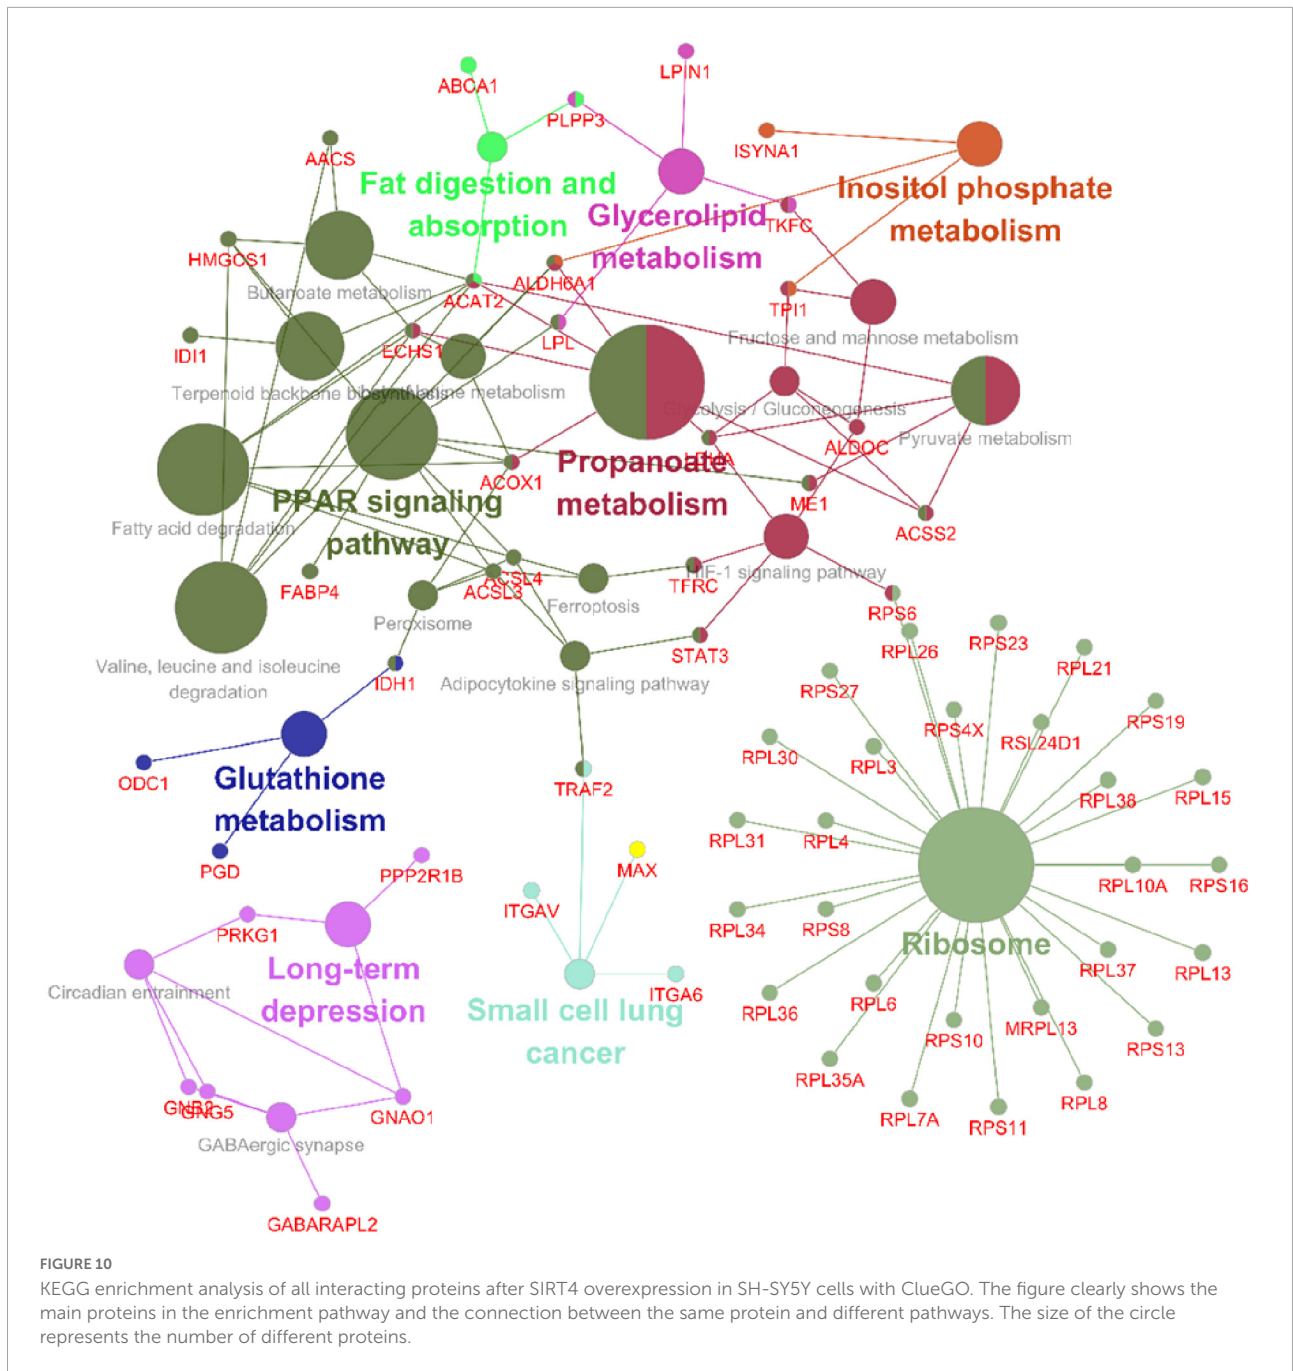 ABCA1
LPIN1
PLPP3
ISYNA1
AACS
Fat digestion and
absorption
Glycerolipid
metabolism
Inositol phosphate
metabolism
TKFC
HMGCS1
Butanoate metabolism
ACAT2
ALDH6A1
TPI1
Fructose and mannose metabolism
IDI1
ECHS1
LPL
Terpenoid backbone biosynthesis
metabolism
Glycolysis / Gluconeogenesis
Pyruvate metabolism
LDHA
ALDOC
ACOX1
Propanoate
metabolism
ME1
ACSS2
PPAR signaling
pathway
Fatty acid degradation
FABP4
ACSL4
ACSL3
Ferroptosis
TFRC
HIF-1 signaling pathway
RPS6
Peroxisome
STAT3
Valine, leucine and isoleucine
degradation
IDH1
Adipocytokine signaling pathway
RPL26
RPS23
RPL21
RPS27
RPS4X
RSL24D1
RPS19
RPL30
RPL3
ODC1
Glutathione
metabolism
TRAF2
RPL38
RPL15
RPL31
RPL4
PGD
PPP2R1B
MAX
RPL10A
RPS16
ITGAV
PRKG1
RPL34
RPS8
Ribosome
Long-term
depression
Circadian entrainment
ITGA6
RPL37
RPL13
Small cell lung
cancer
RPL36
RPL6
RPS10
MRPL13
RPS13
RPL35A
RPL8
GNB2
GNG5
GNAO1
RPL7A
RPS11
GABAergic synapse
GABARAPL2
FIGURE 10
KEGG enrichment analysis of all interacting proteins after SIRT4 overexpression in SH-SY5Y cells with ClueGO. The figure clearly shows the
main proteins in the enrichment pathway and the connection between the same protein and different pathways. The size of the circle
represents the number of different proteins.